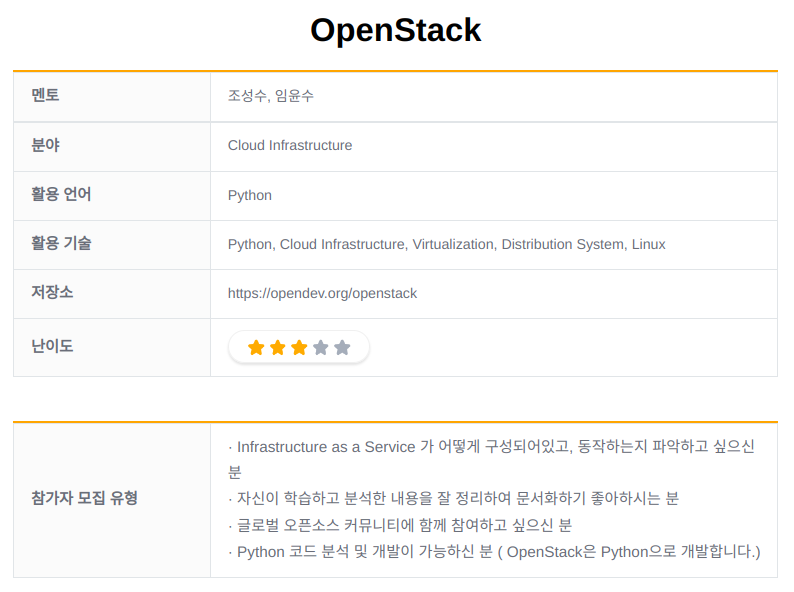 OpenStack
멘토 조성수, 임윤수
분야 Cloud Infrastructure
활용 언어 Python
활용 기술 Python, Cloud Infrastructure, Virtualization, Distribution System, Linux
저장소 https://opendev.org/openstack
난이도
참가자 모집 유형
· Infrastructure as a Service 가 어떻게 구성되어있고, 동작하는지 파악하고 싶으신
분
· 자신이 학습하고 분석한 내용을 잘 정리하여 문서화하기 좋아하시는 분
· 글로벌 오픈소스 커뮤니티에 함께 참여하고 싶으신 분
· Python 코드 분석 및 개발이 가능하신 분 ( OpenStack은 Python으로 개발합니다.)